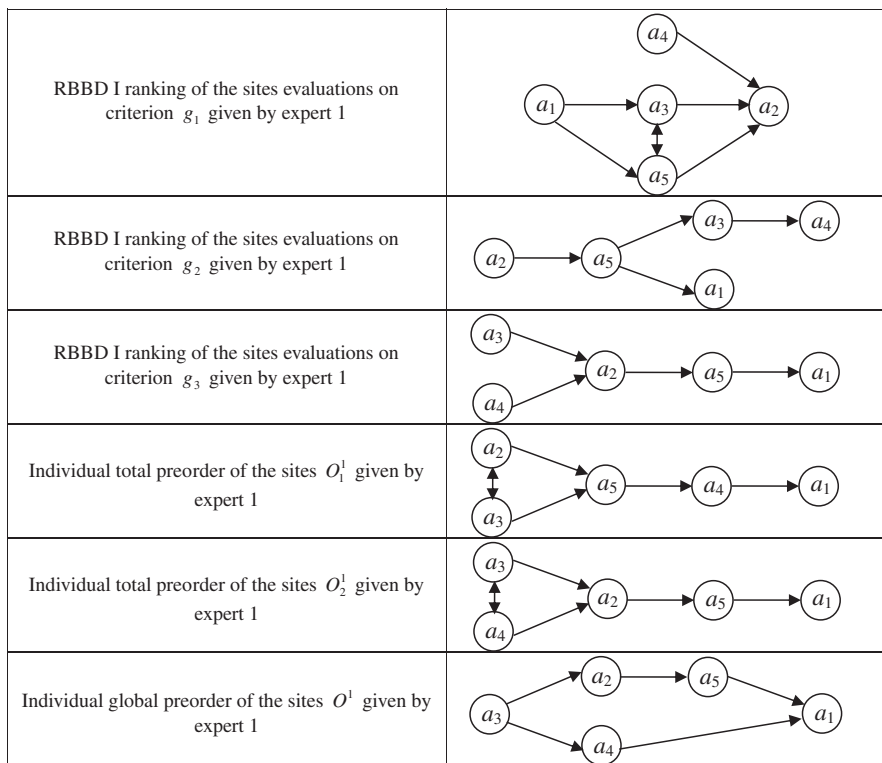 RBBD I ranking of the sites evaluations on
criterion g₁ given by expert 1
a₄
a₁
a₃
a₂
a₅
RBBD I ranking of the sites evaluations on
criterion g₂ given by expert 1
a₃
a₄
a₂
a₅
a₁
RBBD I ranking of the sites evaluations on
criterion g₃ given by expert 1
a₃
a₂
a₅
a₁
a₄
Individual total preorder of the sites O₁¹ given by
expert 1
a₂
a₅
a₄
a₁
a₃
Individual total preorder of the sites O₂¹ given by
expert 1
a₃
a₂
a₅
a₁
a₄
Individual global preorder of the sites O¹ given by
expert 1
a₂
a₅
a₃
a₁
a₄